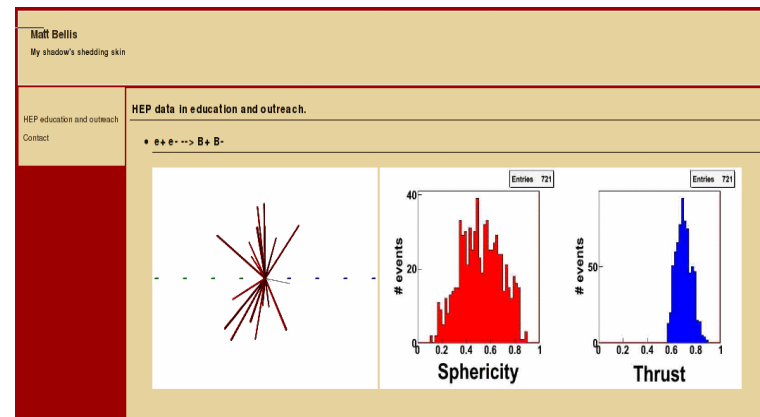 Matt Bellis
My shadow's shedding skin
HEP education and outreach
Contact
HEP data in education and outreach.
• e+ e- --> B+ B-
Entries 721
40
20
0
# events
0 0.2 0.4 0.6 0.8 1
Sphericity
Entries 721
50
0
# events
0 0.2 0.4 0.6 0.8 1
Thrust